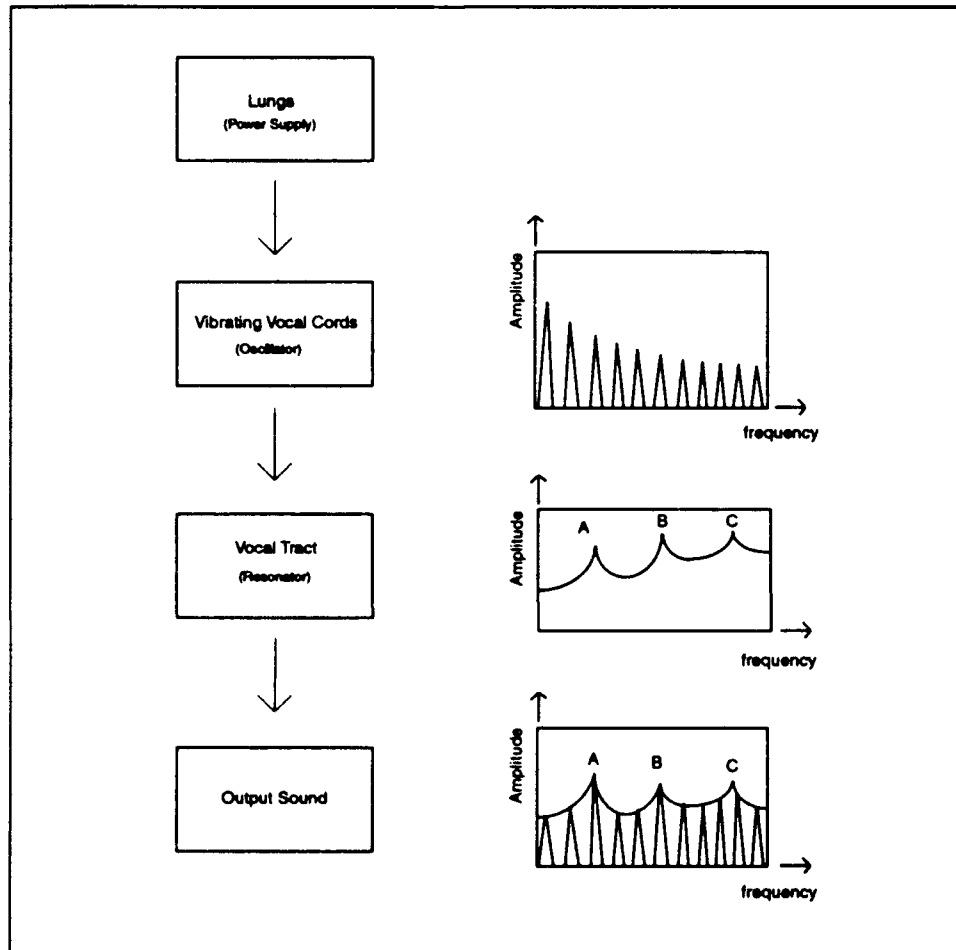 Lungs
(Power Supply)
Vibrating Vocal Cords
(Oscillator)
Amplitude
frequency
Vocal Tract
(Resonator)
Amplitude
A
B
C
frequency
Output Sound
Amplitude
A
B
C
frequency